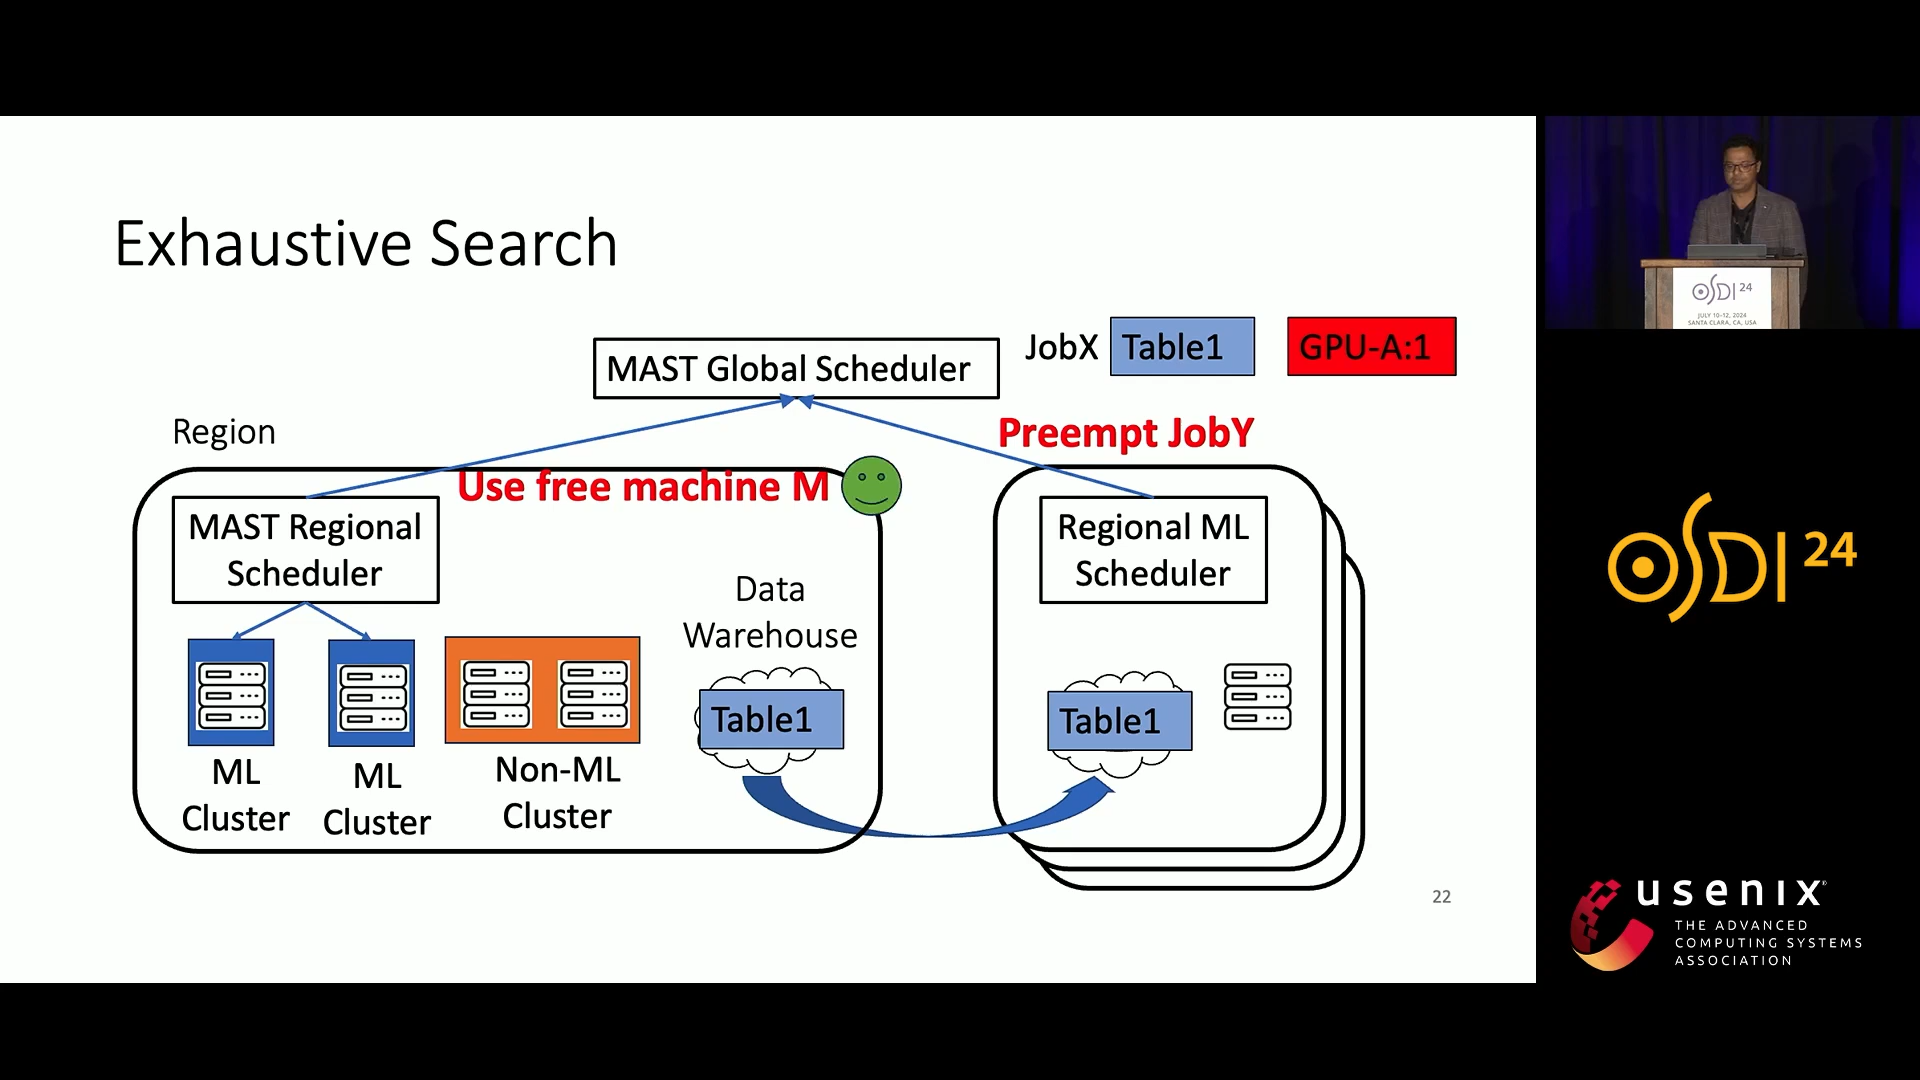 Exhaustive Search
MAST Global Scheduler
JobX
Table1
GPU-A:1
Region
Preempt JobY
Use free machine M
MAST Regional
Scheduler
Regional ML
Scheduler
Data
Warehouse
Table1
Table1
ML
Cluster
ML
Cluster
Non-ML
Cluster
22
OSDI 24
JULY 10-12, 2024
SANTA CLARA, CA, USA
OSDI 24
usenix®
THE ADVANCED
COMPUTING SYSTEMS
ASSOCIATION